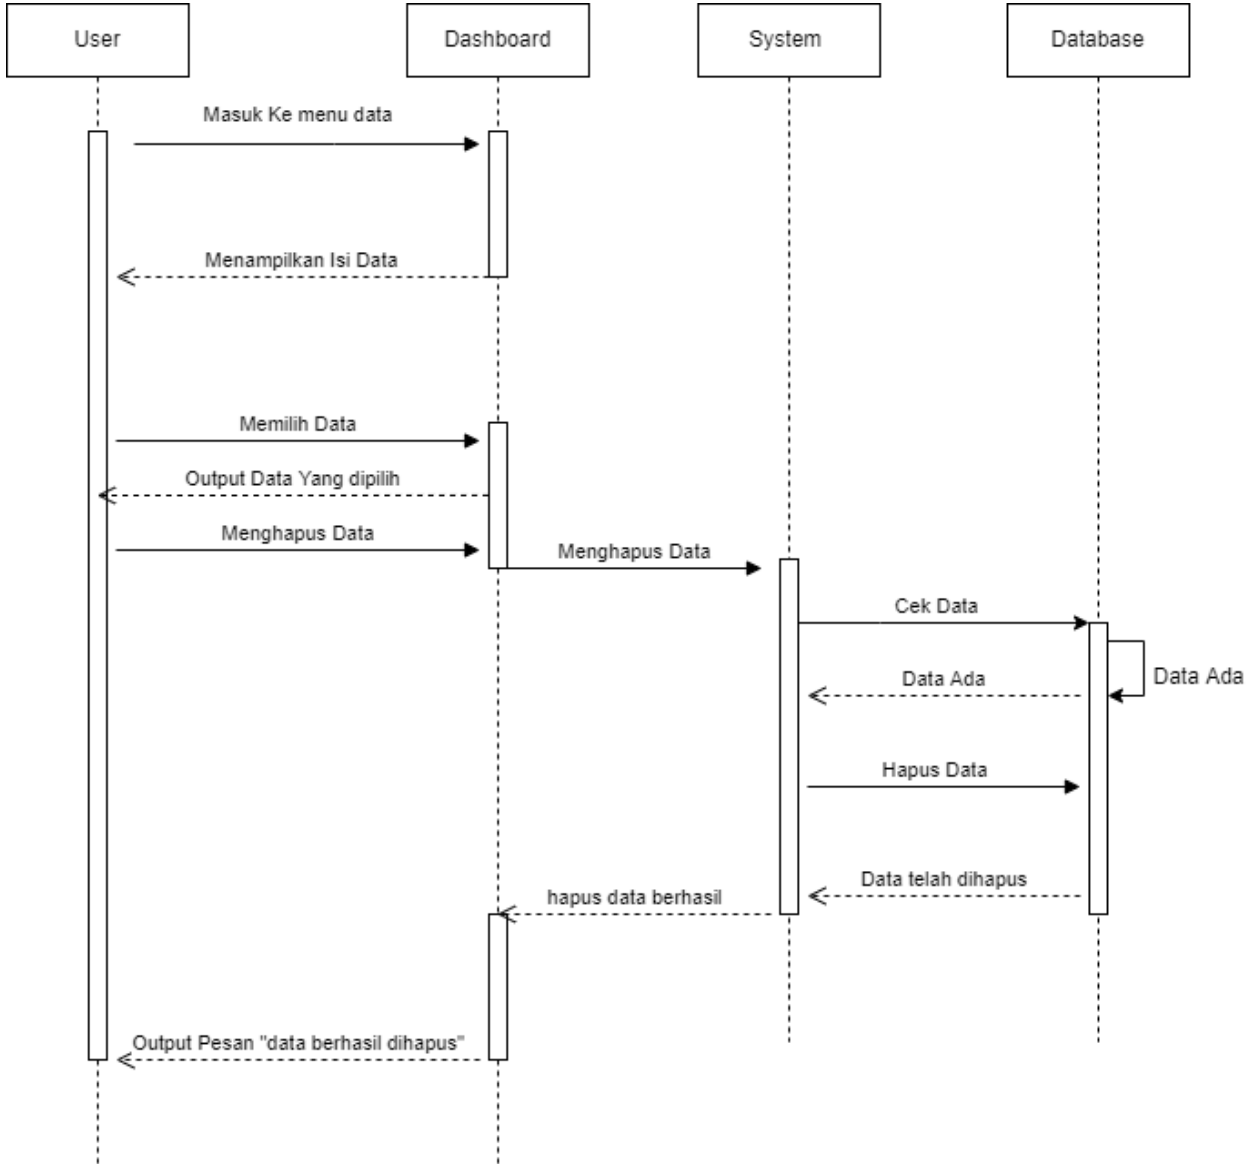 User
Dashboard
System
Database
Masuk Ke menu data
Menampilkan Isi Data
Memilih Data
Output Data Yang dipilih
Menghapus Data
Menghapus Data
Cek Data
Data Ada
Data Ada
Hapus Data
Data telah dihapus
hapus data berhasil
Output Pesan "data berhasil dihapus"